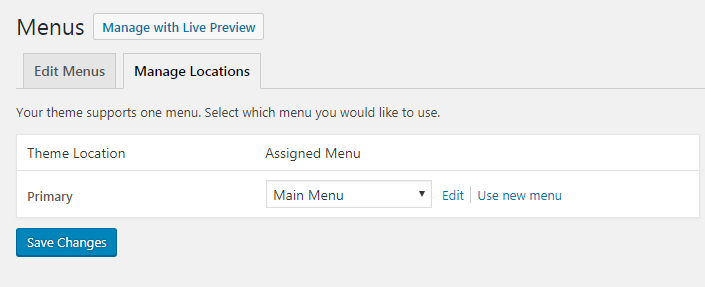 Menus Manage with Live Preview
Edit Menus Manage Locations
Your theme supports one menu. Select which menu you would like to use.
Theme Location Assigned Menu
Primary Main Menu Edit Use new menu
Save Changes